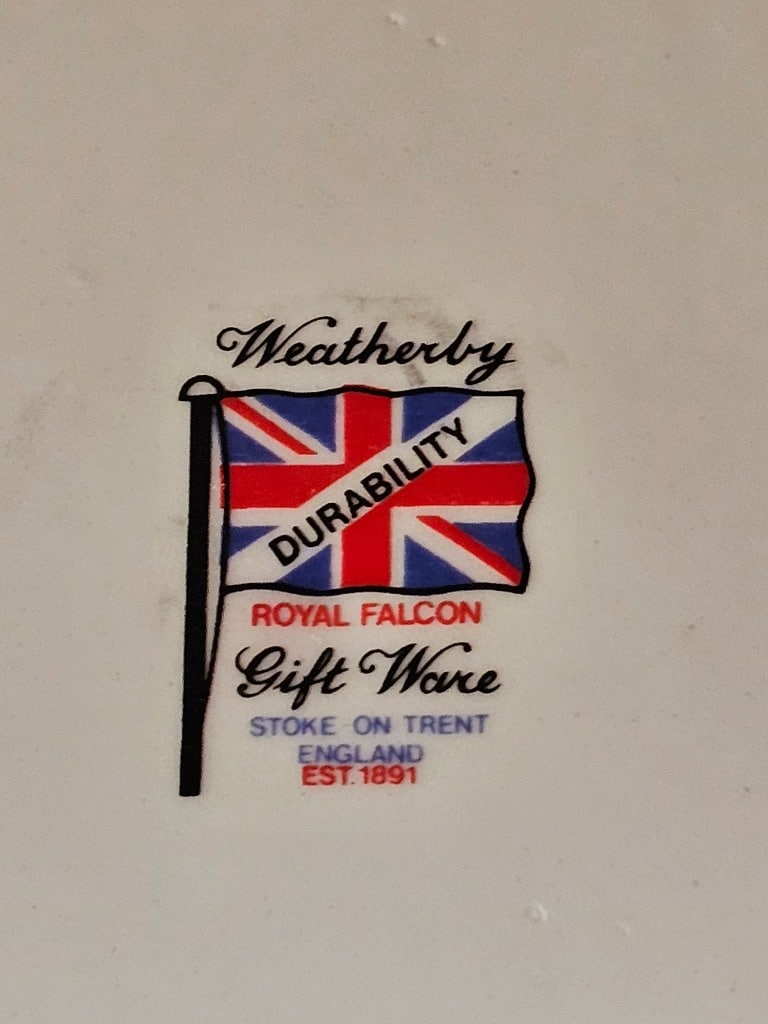 Weatherby
DURABILITY
ROYAL FALCON
Gift Ware
STOKE ON TRENT
ENGLAND
EST. 1891